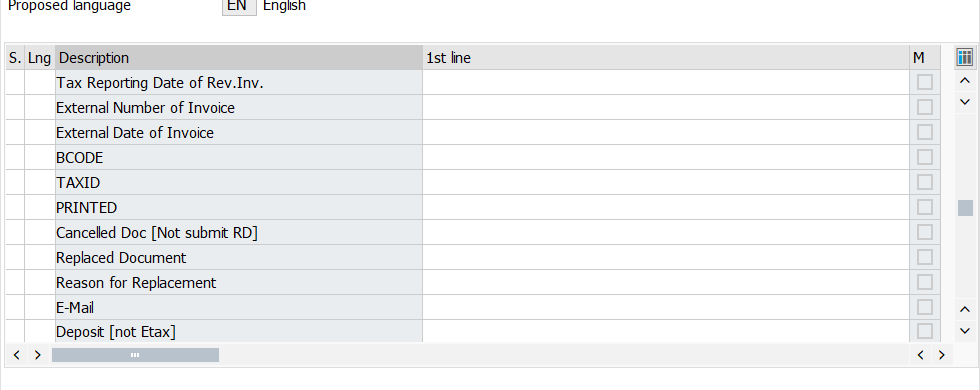 Proposed language EN English
S. Lng Description 1st line M
Tax Reporting Date of Rev.Inv.
External Number of Invoice
External Date of Invoice
BCODE
TAXID
PRINTED
Cancelled Doc [Not submit RD]
Replaced Document
Reason for Replacement
E-Mail
Deposit [not Etax]